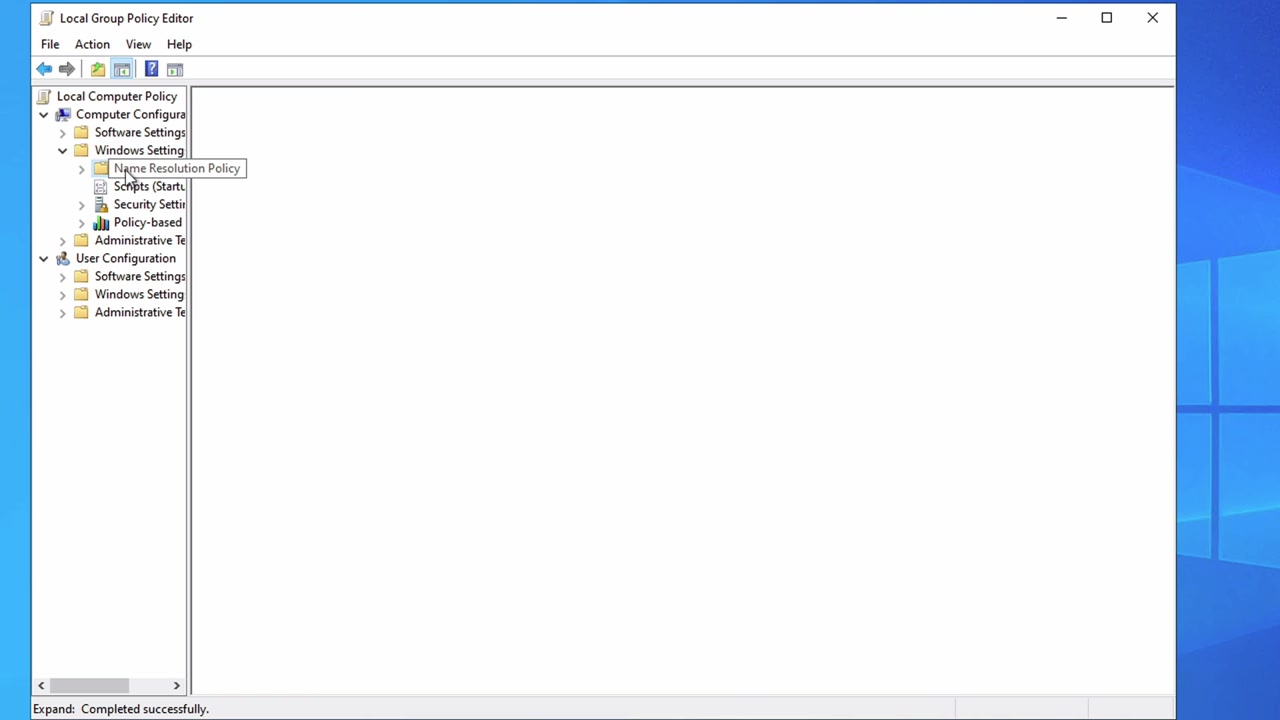 Local Group Policy Editor
File Action View Help
Local Computer Policy
Computer Configura
Software Settings
Windows Setting
Name Resolution Policy
Scripts (Startu
Security Settin
Policy-based
Administrative Te
User Configuration
Software Settings
Windows Setting
Administrative Te
Expand: Completed successfully.